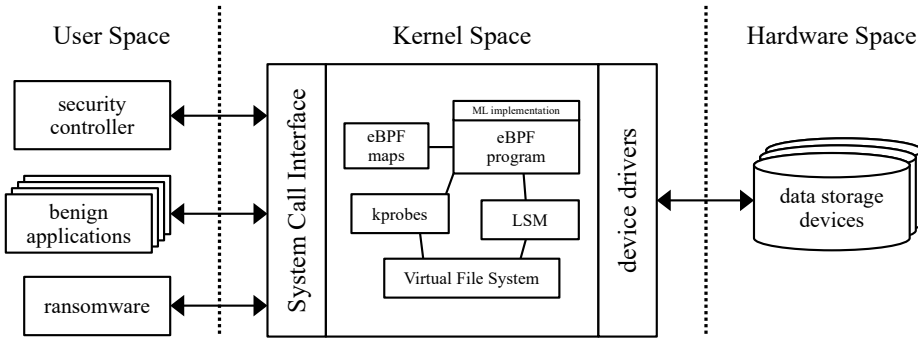 User Space
Kernel Space
Hardware Space
security
controller
benign
applications
ransomware
System Call Interface
ML implementation
eBPF
maps
eBPF
program
kprobes
LSM
Virtual File System
device drivers
data storage
devices